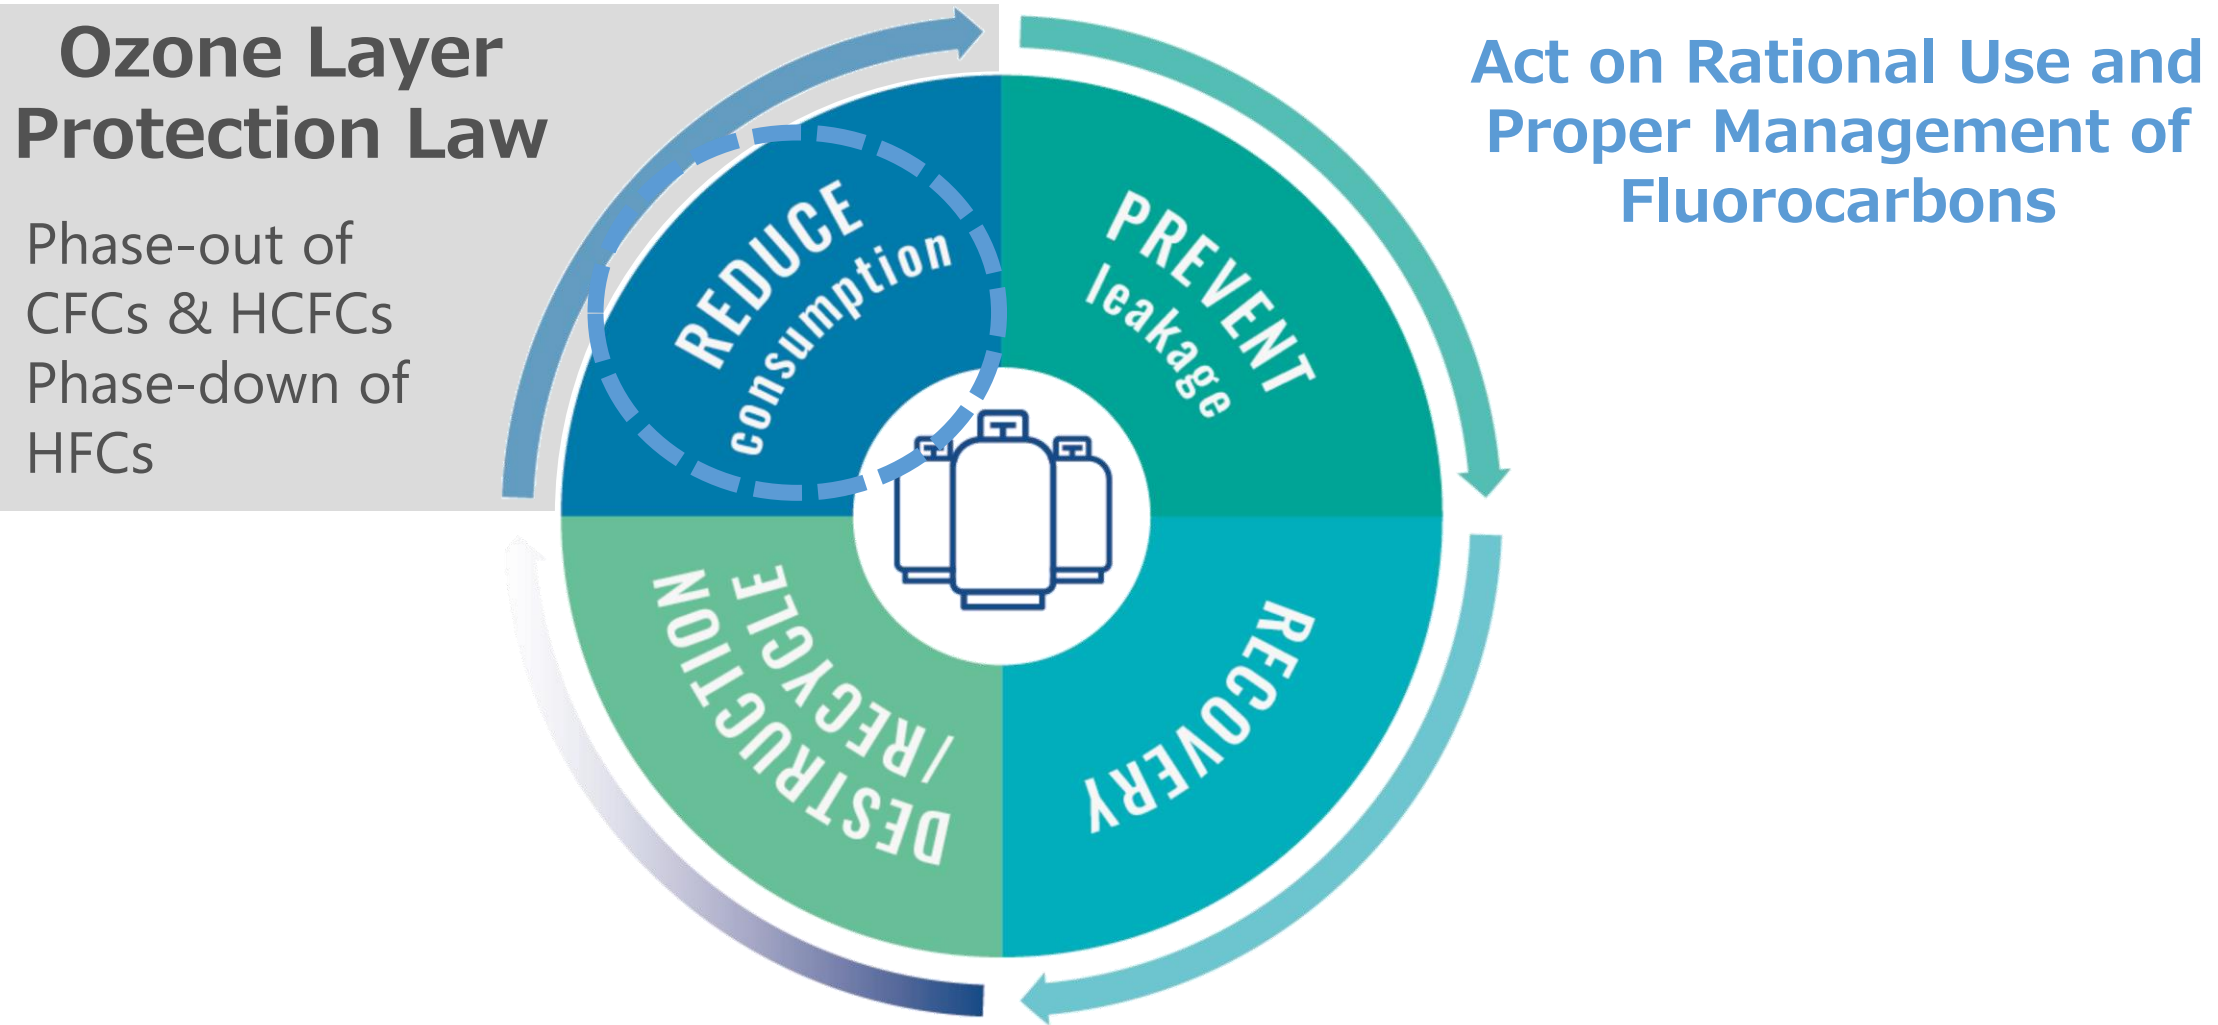 Ozone Layer
Protection Law
Phase-out of
CFCs & HCFCs
Phase-down of
HFCs
REDUCE
consumption
PREVENT
leakage
RECOVERY
DESTRUCTION
/RECYCLE
Act on Rational Use and
Proper Management of
Fluorocarbons